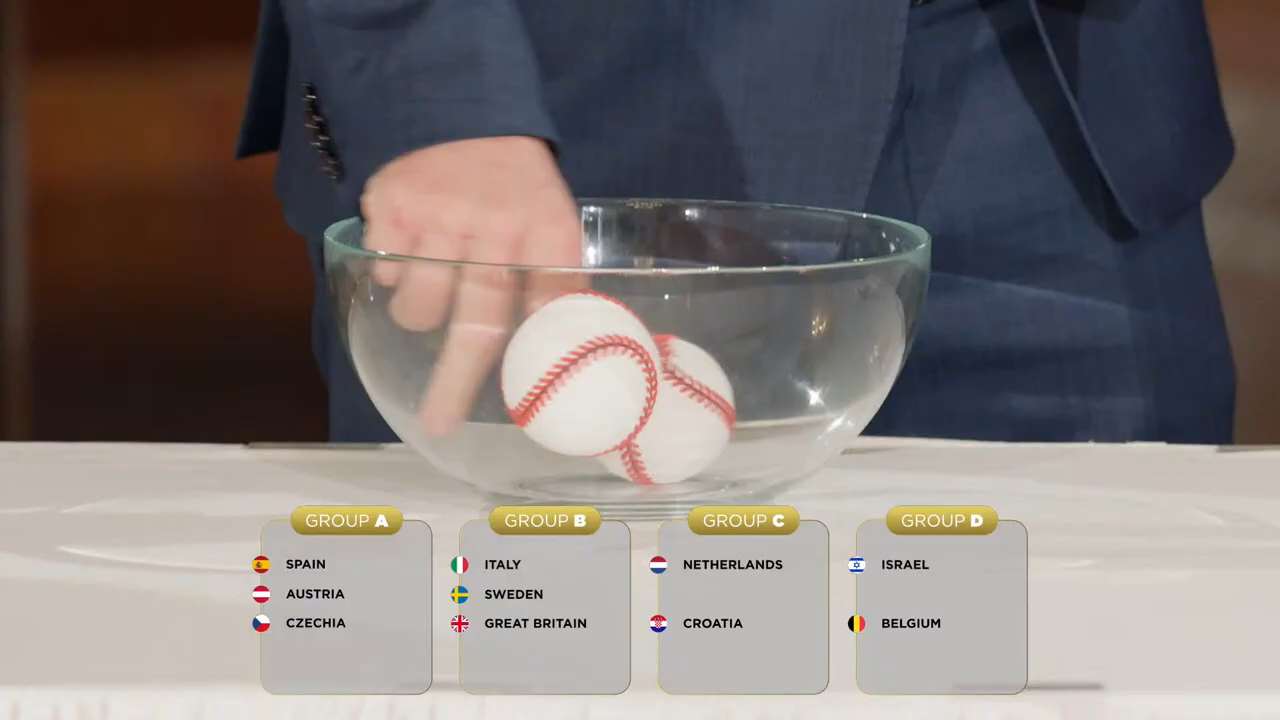 GROUP A
SPAIN
AUSTRIA
CZECHIA
GROUP B
ITALY
SWEDEN
GREAT BRITAIN
GROUP C
NETHERLANDS
CROATIA
GROUP D
ISRAEL
BELGIUM